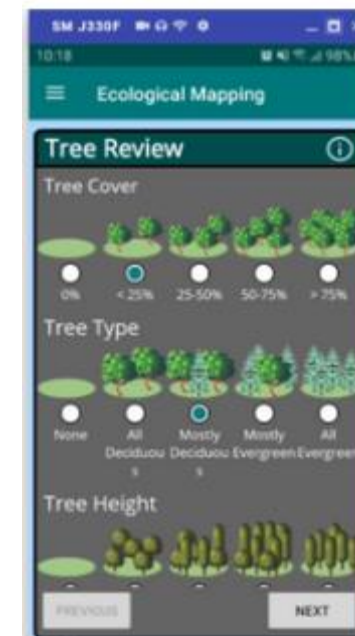 SM J330F
10:18 98%
Ecological Mapping
Tree Review
Tree Cover
0% < 25% 25-50% 50-75% > 75%
Tree Type
None All Mostly Mostly All
Deciduou Deciduou Evergreen Evergreen
s s
Tree Height
PREVIOUS NEXT